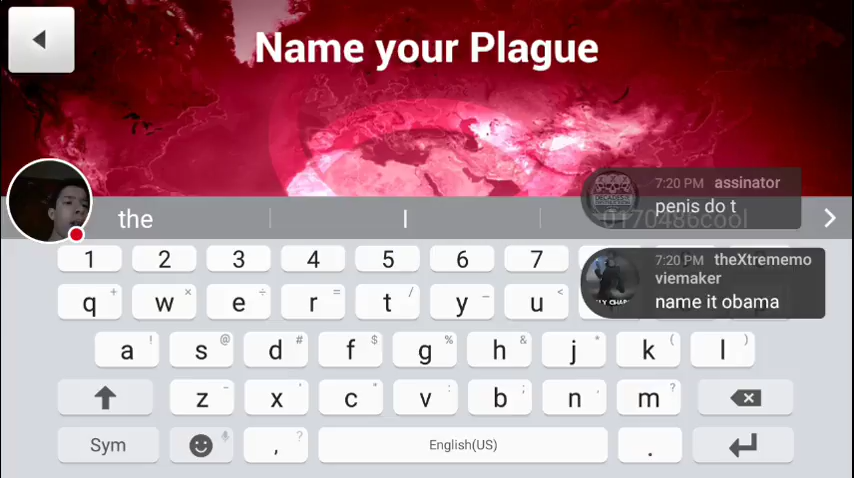 Name your Plague
7:20 PM assinator
penis do t
the I 0170486cool
7:20 PM theXtrememo
viemaker
name it obama
1 2 3 4 5 6 7
q + w × e ÷ r = t / y _ u <
a ! s @ d # f $ g % h & j * k ( l )
z - x ' c " v : b ; n , m ?
Sym , ? English(US) .